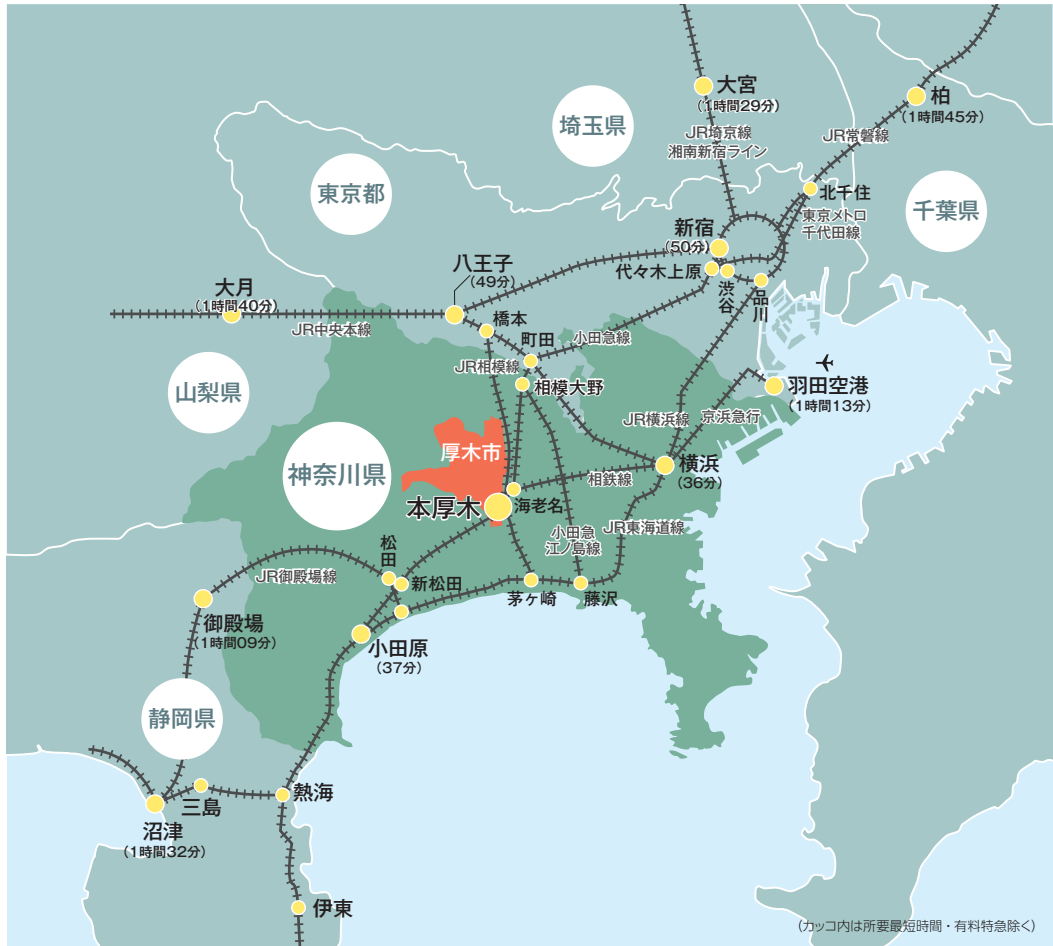 大宮
(1時間29分)
柏
(1時間45分)
埼玉県
JR埼京線
湘南新宿ライン
JR常磐線
東京都
北千住
千葉県
東京メトロ
千代田線
新宿
(50分)
八王子
(49分)
代々木上原
渋谷
品川
大月
(1時間40分)
JR中央本線
橋本
町田
小田急線
JR相模線
相模大野
羽田空港
(1時間13分)
山梨県
JR横浜線
京浜急行
厚木市
神奈川県
横浜
(36分)
相鉄線
本厚木
海老名
小田急
江ノ島線
JR東海道線
松田
JR御殿場線
新松田
茅ヶ崎
藤沢
御殿場
(1時間09分)
小田原
(37分)
静岡県
三島
熱海
沼津
(1時間32分)
伊東
(カッコ内は所要最短時間・有料特急除く)